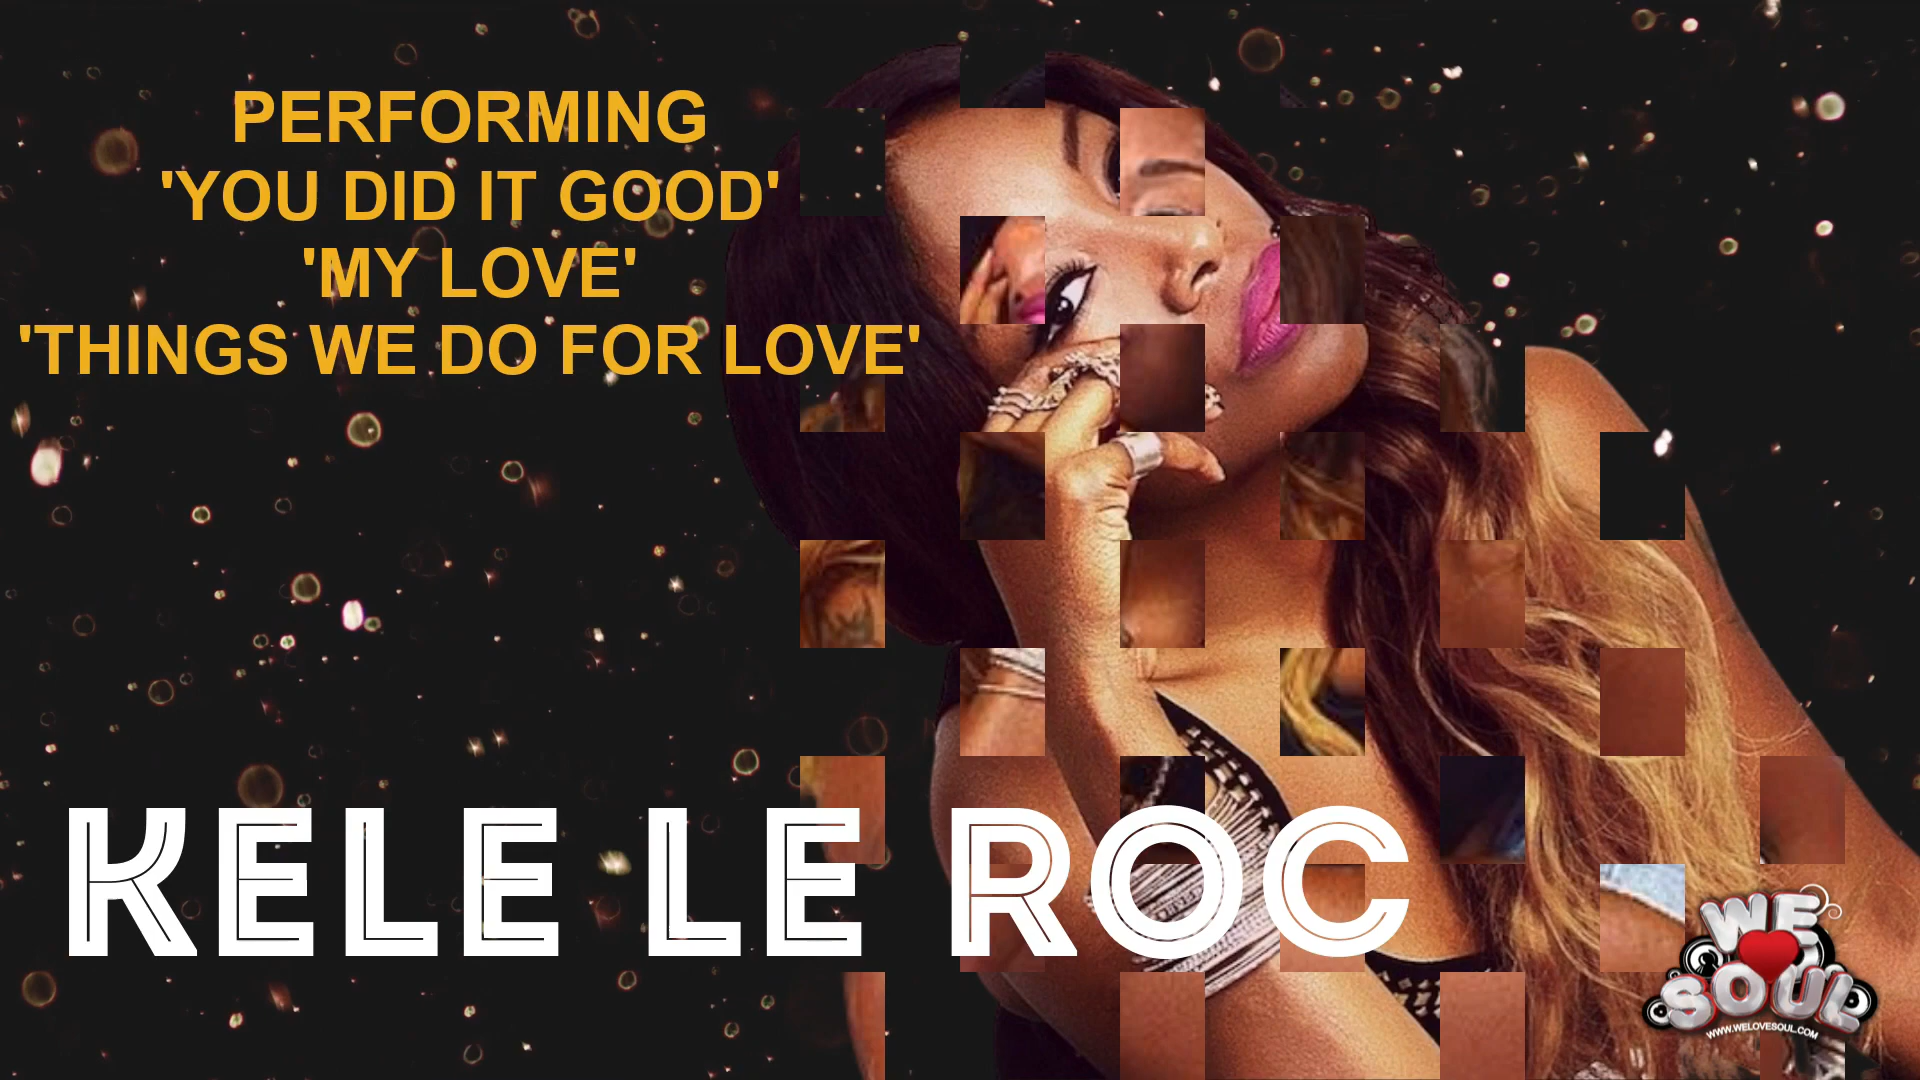 PERFORMING
'YOU DID IT GOOD'
'MY LOVE'
'THINGS WE DO FOR LOVE'
KELE LE ROC
WE
SOUL
WWW.WELOVESOUL.COM